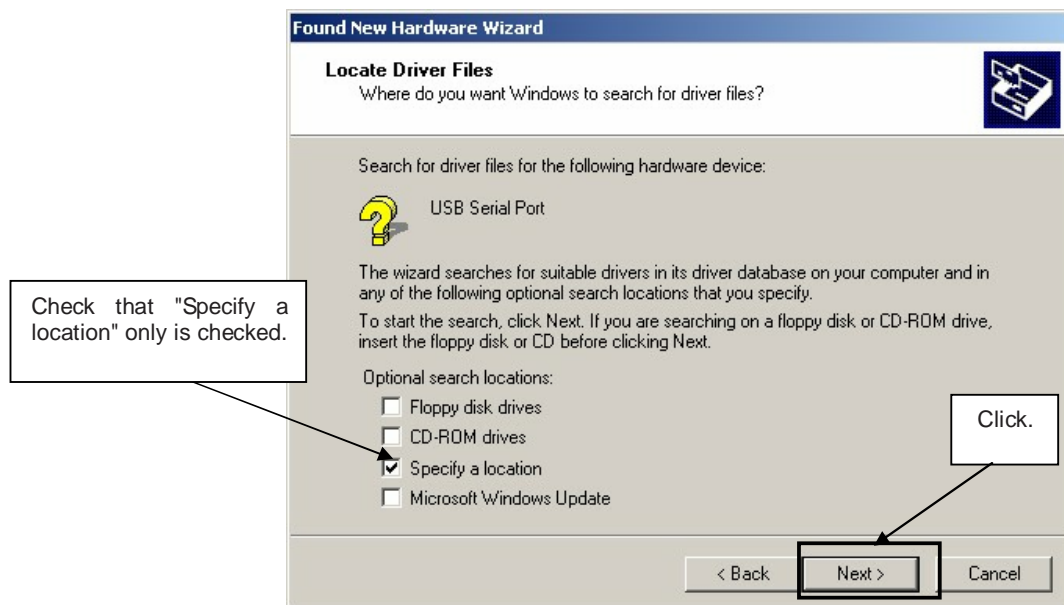 Found New Hardware Wizard
Locate Driver Files
Where do you want Windows to search for driver files?
Search for driver files for the following hardware device:
USB Serial Port
The wizard searches for suitable drivers in its driver database on your computer and in
any of the following optional search locations that you specify.
To start the search, click Next. If you are searching on a floppy disk or CD-ROM drive,
insert the floppy disk or CD before clicking Next.
Check that "Specify a
location" only is checked.
Optional search locations:
Floppy disk drives
CD-ROM drives
Specify a location
Microsoft Windows Update
Click.
< Back
Next >
Cancel